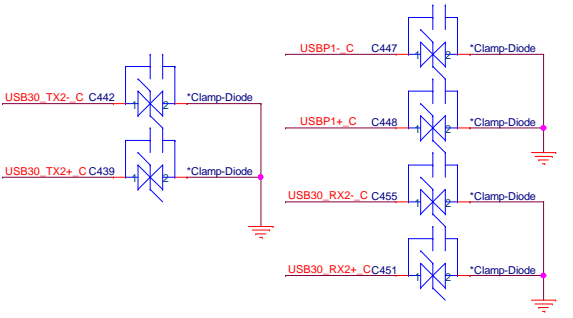 USBP1-_C C447 1 2 *Clamp-Diode
USB30_TX2-_C C442 1 2 *Clamp-Diode
USBP1+_C C448 1 2 *Clamp-Diode
USB30_TX2+_C C439 1 2 *Clamp-Diode
USB30_RX2-_C C455 1 2 *Clamp-Diode
USB30_RX2+_C C451 1 2 *Clamp-Diode